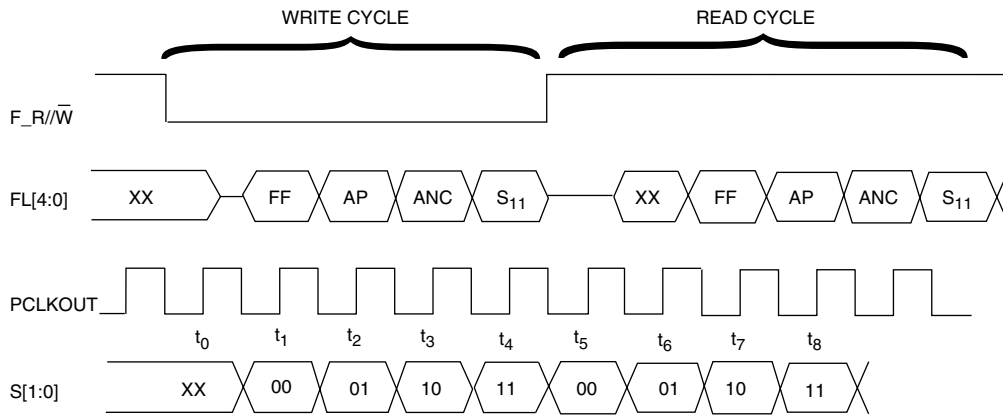 WRITE CYCLE READ CYCLE
F_R//W̅
FL[4:0] XX FF AP ANC S₁₁ XX FF AP ANC S₁₁
PCLKOUT
t₀ t₁ t₂ t₃ t₄ t₅ t₆ t₇ t₈
S[1:0] XX 00 01 10 11 00 01 10 11